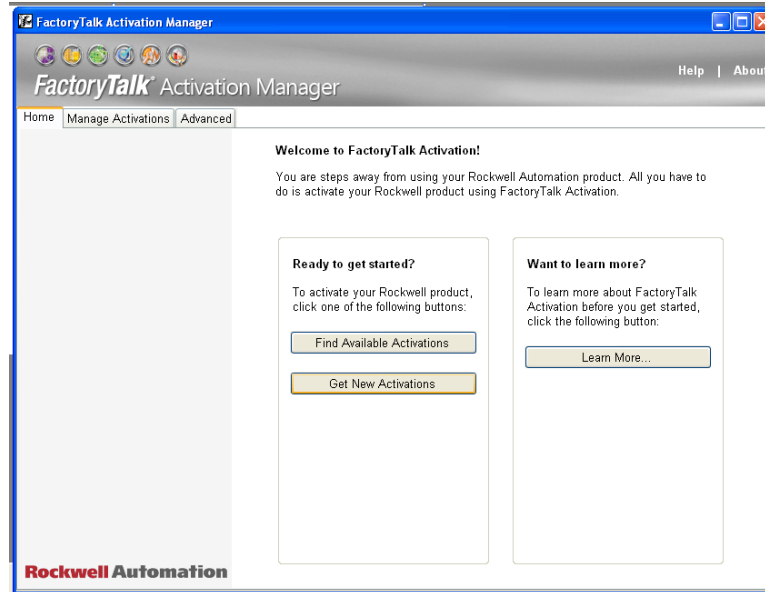 FactoryTalk Activation Manager
FactoryTalk Activation Manager
Help | About
Home Manage Activations Advanced
Welcome to FactoryTalk Activation!
You are steps away from using your Rockwell Automation product. All you have to
do is activate your Rockwell product using FactoryTalk Activation.
Ready to get started?
To activate your Rockwell product,
click one of the following buttons:
Find Available Activations
Get New Activations
Want to learn more?
To learn more about FactoryTalk
Activation before you get started,
click the following button:
Learn More...
Rockwell Automation